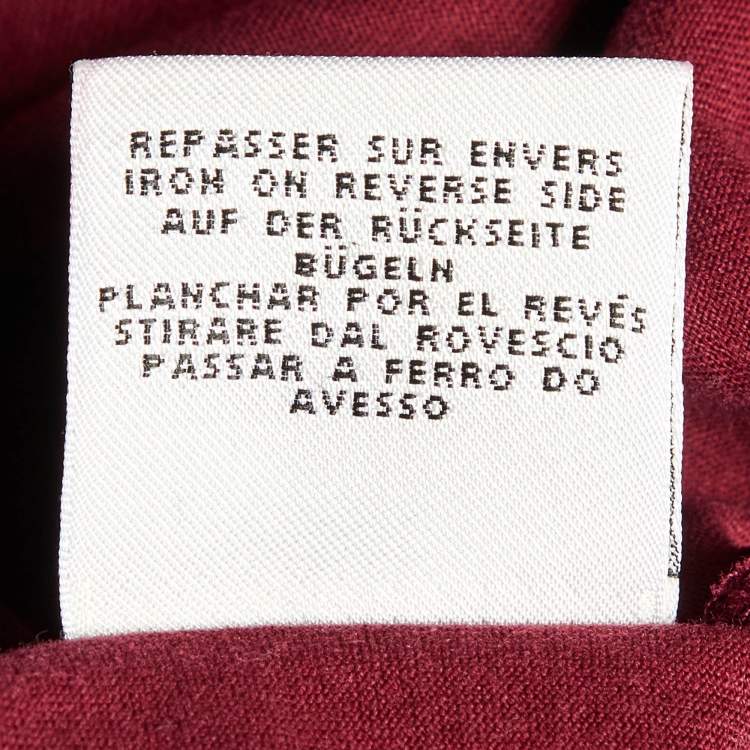 REPASSER SUR ENVERS
IRON ON REVERSE SIDE
AUF DER RÜCKSEITE
BÜGELN
PLANCHAR POR EL REVÉS
STIRARE DAL ROVESCIO
PASSAR A FERRO DO
AVESSO